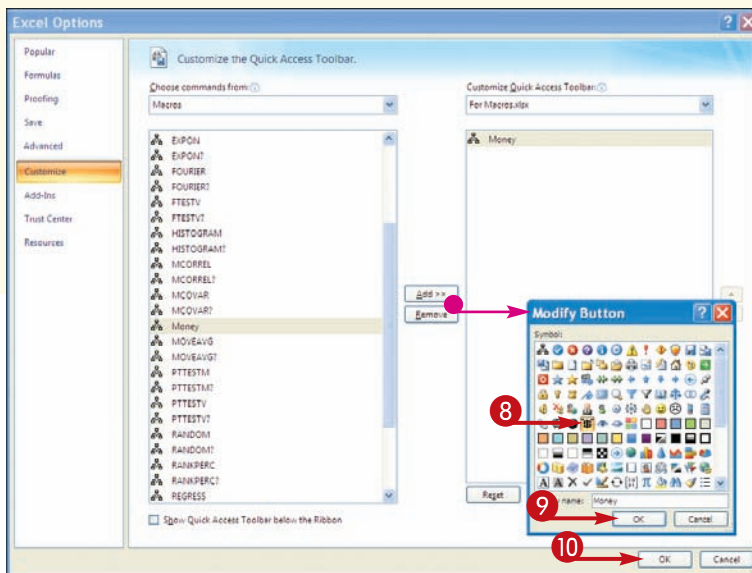 Excel Options
Popular
Formulas
Proofing
Save
Advanced
Customize
Add-Ins
Trust Center
Resources
Customize the Quick Access Toolbar.
Choose commands from:
Macros
EXPON
EXPON?
FOURIER
FOURIER?
FTESTV
FTESTV?
HISTOGRAM
HISTOGRAM?
MCORREL
MCORREL?
MCOVAR
MCOVAR?
Money
MOVEAVG
MOVEAVG?
PTTESTM
PTTESTM?
PTTESTV
PTTESTV?
RANDOM
RANKPERC
RANKPERC?
REGRESS
Show Quick Access Toolbar below the Ribbon
Add >>
Remove
Customize Quick Access Toolbar:
For Macros.xlsx
Money
Reset
Modify Button
Symbol:
8
name: Money
9
OK Cancel
10
OK Cancel